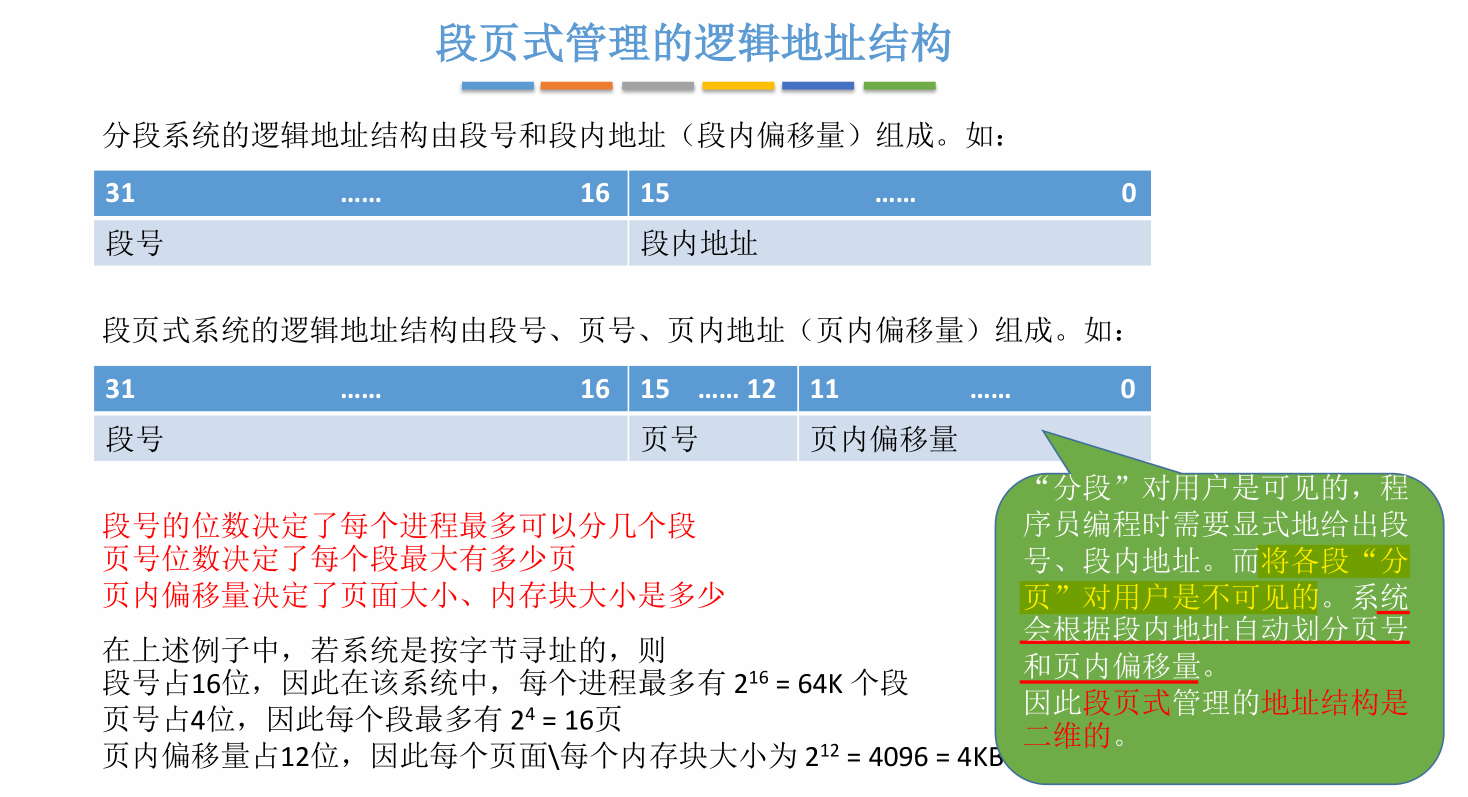 段页式管理的逻辑地址结构
分段系统的逻辑地址结构由段号和段内地址（段内偏移量）组成。如：
31 …… 16 15 …… 0
段号 段内地址
段页式系统的逻辑地址结构由段号、页号、页内地址（页内偏移量）组成。如：
31 …… 16 15 …… 12 11 …… 0
段号 页号 页内偏移量
段号的位数决定了每个进程最多可以分几个段
页号位数决定了每个段最大有多少页
页内偏移量决定了页面大小、内存块大小是多少
在上述例子中，若系统是按字节寻址的，则
段号占16位，因此在该系统中，每个进程最多有 2¹⁶ = 64K 个段
页号占4位，因此每个段最多有 2⁴ = 16页
页内偏移量占12位，因此每个页面\每个内存块大小为 2¹² = 4096 = 4KB
“分段”对用户是可见的，程
序员编程时需要显式地给出段
号、段内地址。而将各段“分
页”对用户是不可见的。系统
会根据段内地址自动划分页号
和页内偏移量。
因此段页式管理的地址结构是
二维的。